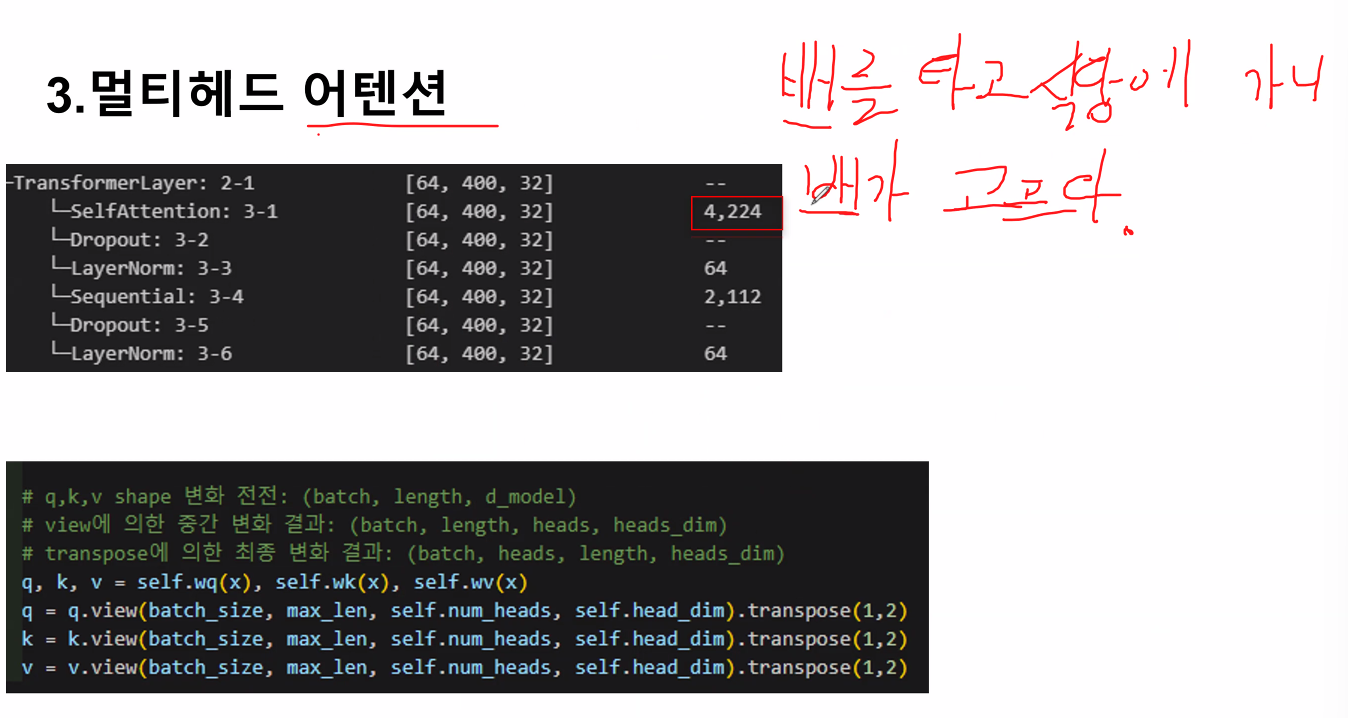 3.멀티헤드 어텐션
배를 타고 식당에 가니
배가 고프다.
─TransformerLayer: 2-1 [64, 400, 32] --
└─SelfAttention: 3-1 [64, 400, 32] 4,224
└─Dropout: 3-2 [64, 400, 32] --
└─LayerNorm: 3-3 [64, 400, 32] 64
└─Sequential: 3-4 [64, 400, 32] 2,112
└─Dropout: 3-5 [64, 400, 32] --
└─LayerNorm: 3-6 [64, 400, 32] 64
# q,k,v shape 변화 전전: (batch, length, d_model)
# view에 의한 중간 변화 결과: (batch, length, heads, heads_dim)
# transpose에 의한 최종 변화 결과: (batch, heads, length, heads_dim)
q, k, v = self.wq(x), self.wk(x), self.wv(x)
q = q.view(batch_size, max_len, self.num_heads, self.head_dim).transpose(1,2)
k = k.view(batch_size, max_len, self.num_heads, self.head_dim).transpose(1,2)
v = v.view(batch_size, max_len, self.num_heads, self.head_dim).transpose(1,2)